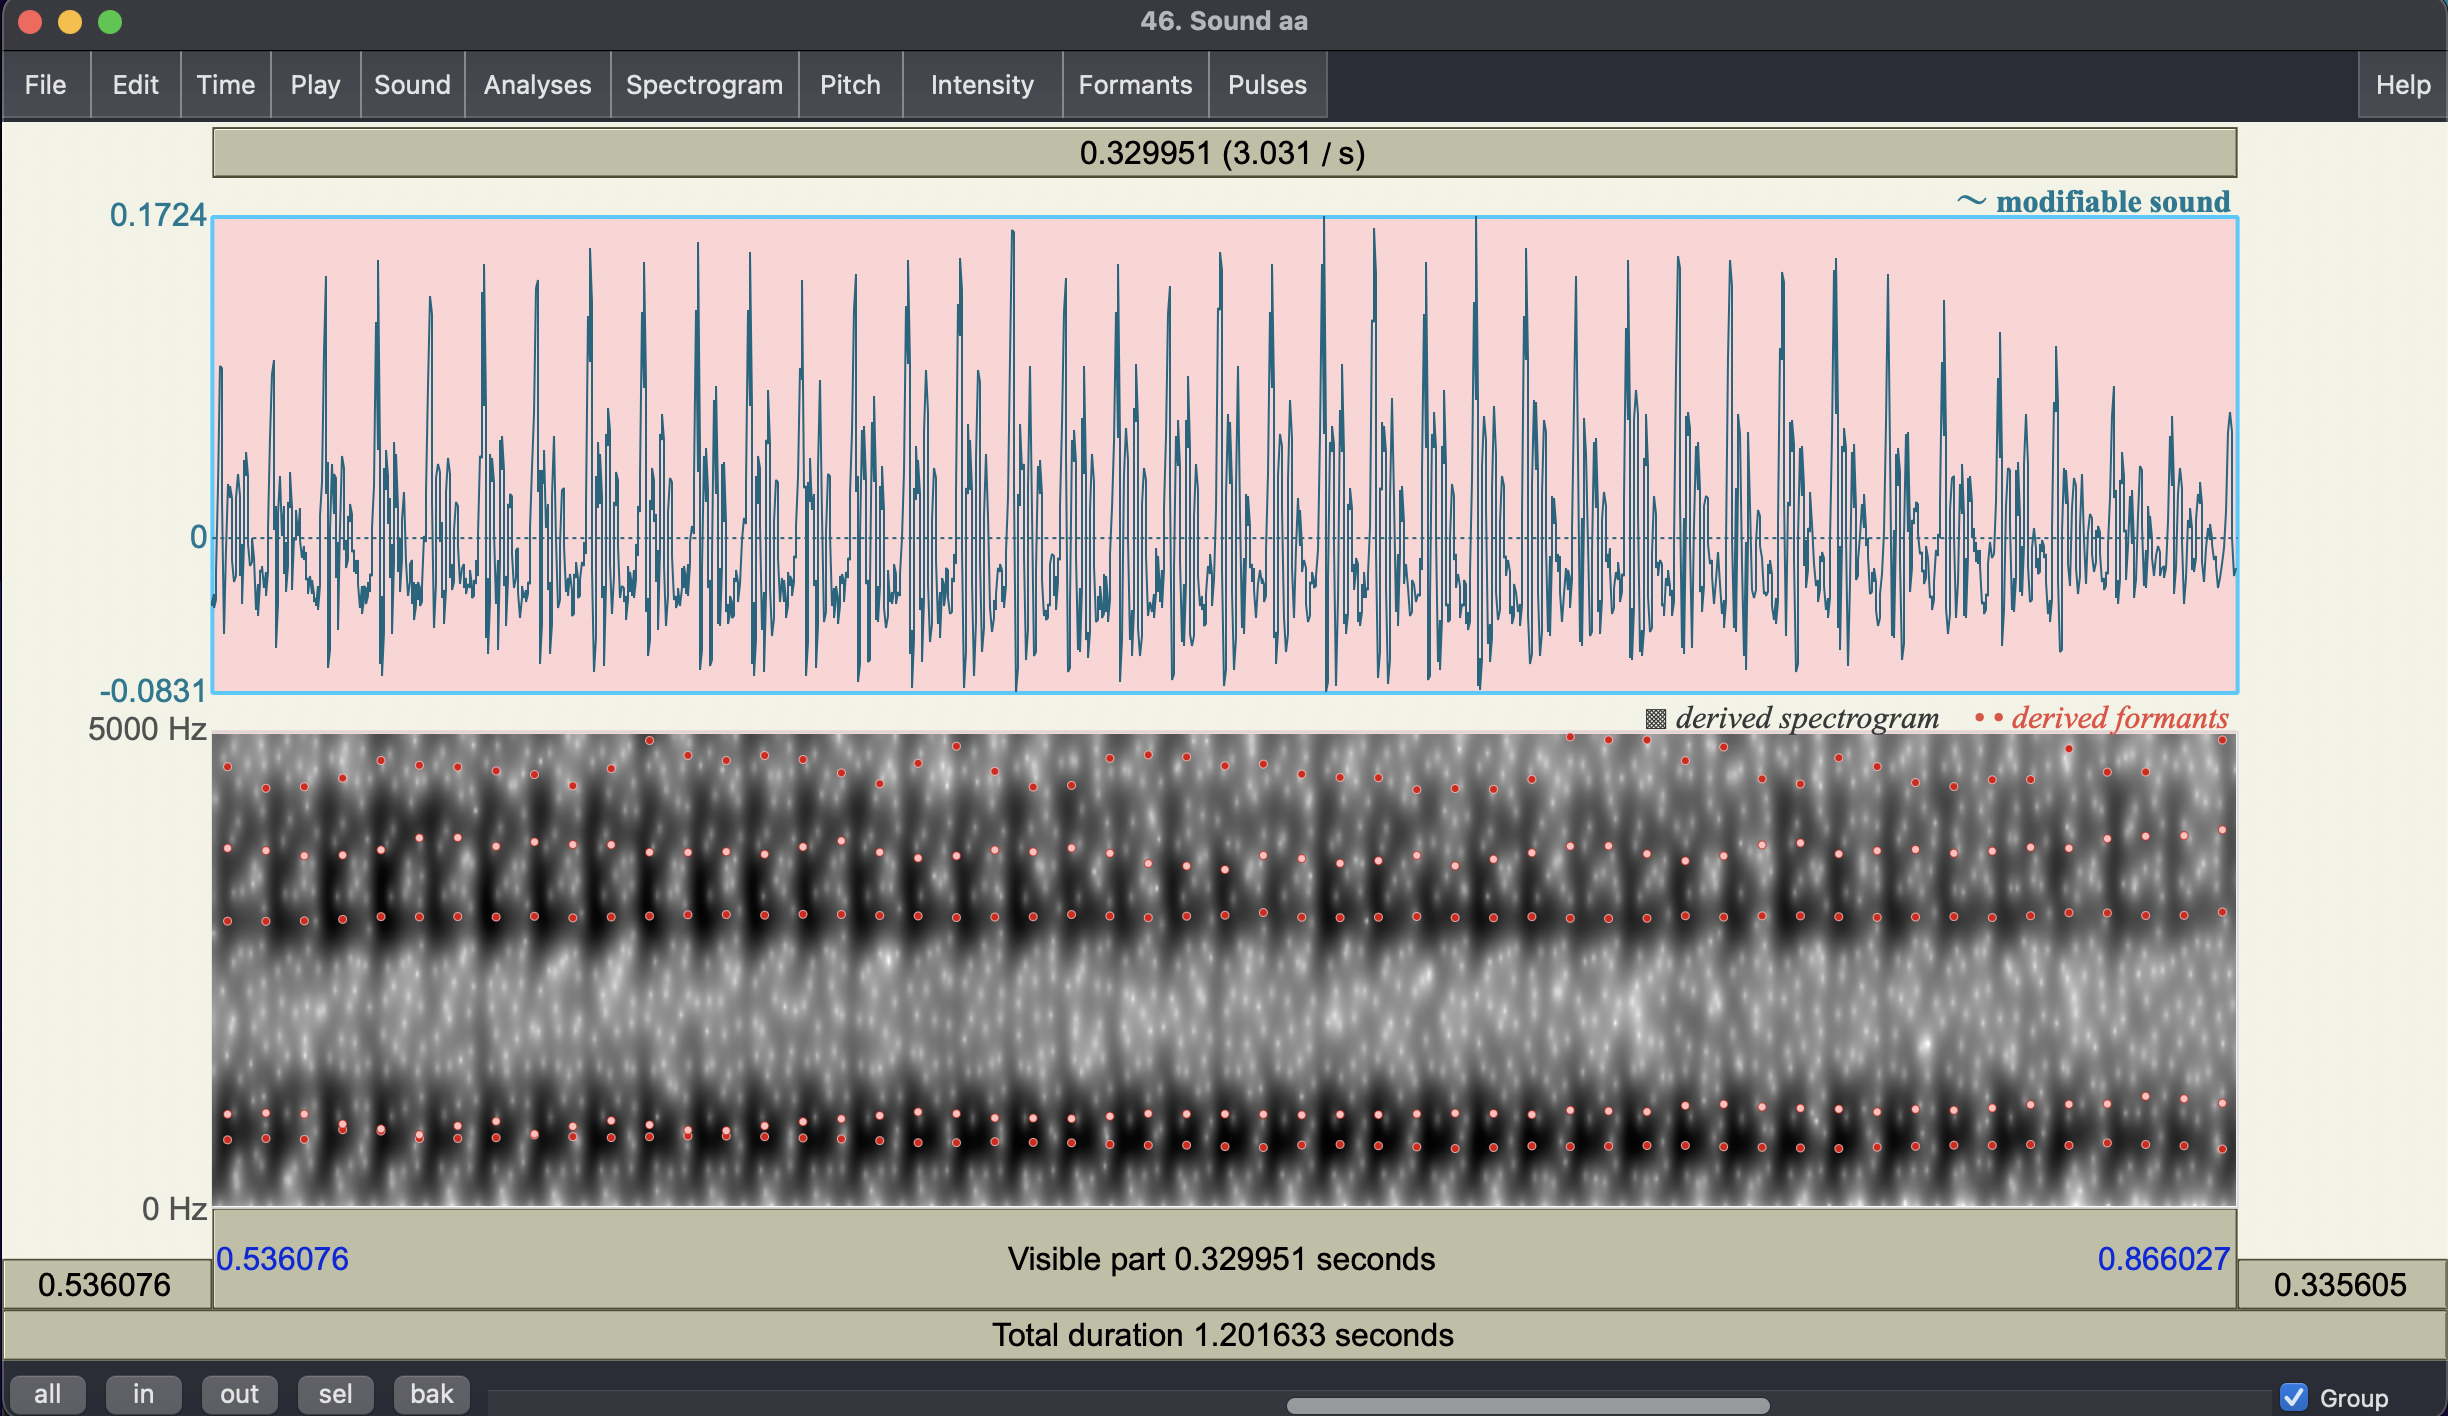 46. Sound aa
File Edit Time Play Sound Analyses Spectrogram Pitch Intensity Formants Pulses Help
0.329951 (3.031 / s)
~ modifiable sound
0.1724
0
-0.0831
5000 Hz
derived spectrogram •• derived formants
0 Hz
0.536076 Visible part 0.329951 seconds 0.866027
0.536076 0.335605
Total duration 1.201633 seconds
all in out sel bak Group